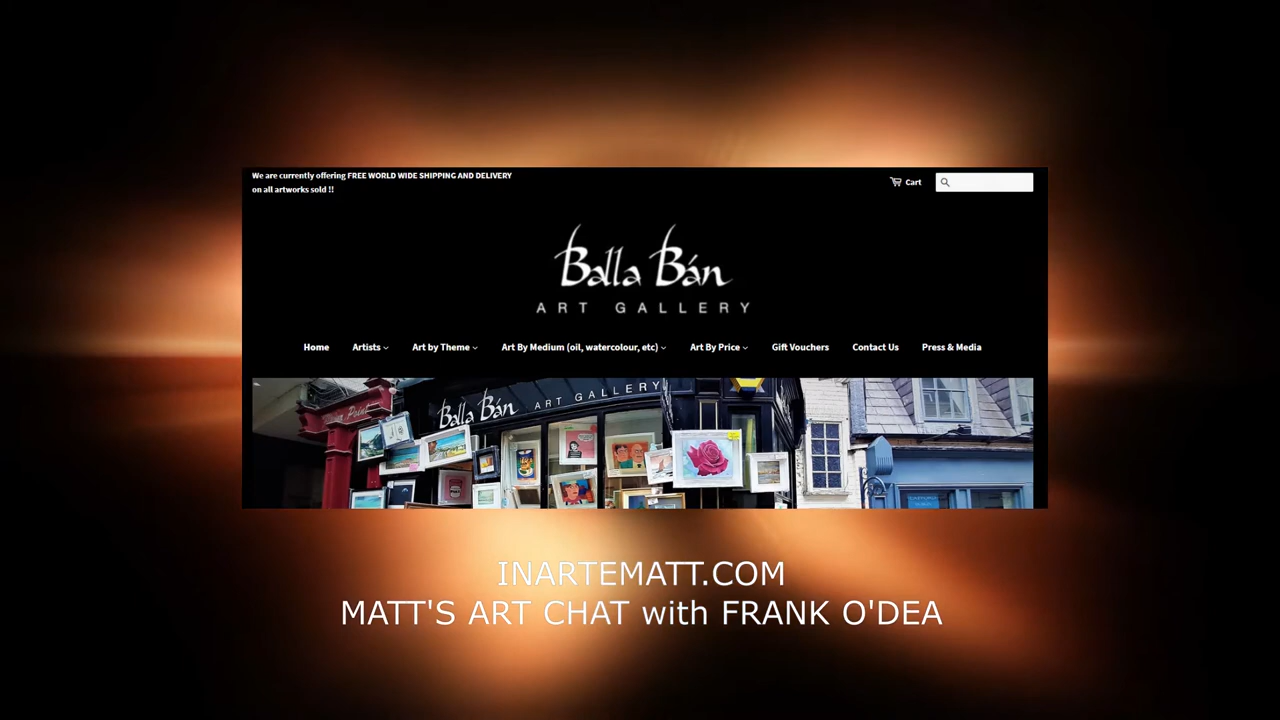 We are currently offering FREE WORLD WIDE SHIPPING AND DELIVERY
on all artworks sold !!
Cart
Balla Bán
ART GALLERY
Home Artists Art by Theme Art By Medium (oil, watercolour, etc) Art By Price Gift Vouchers Contact Us Press & Media
Balla Bán ART GALLERY
INARTEMATT.COM
MATT'S ART CHAT with FRANK O'DEA